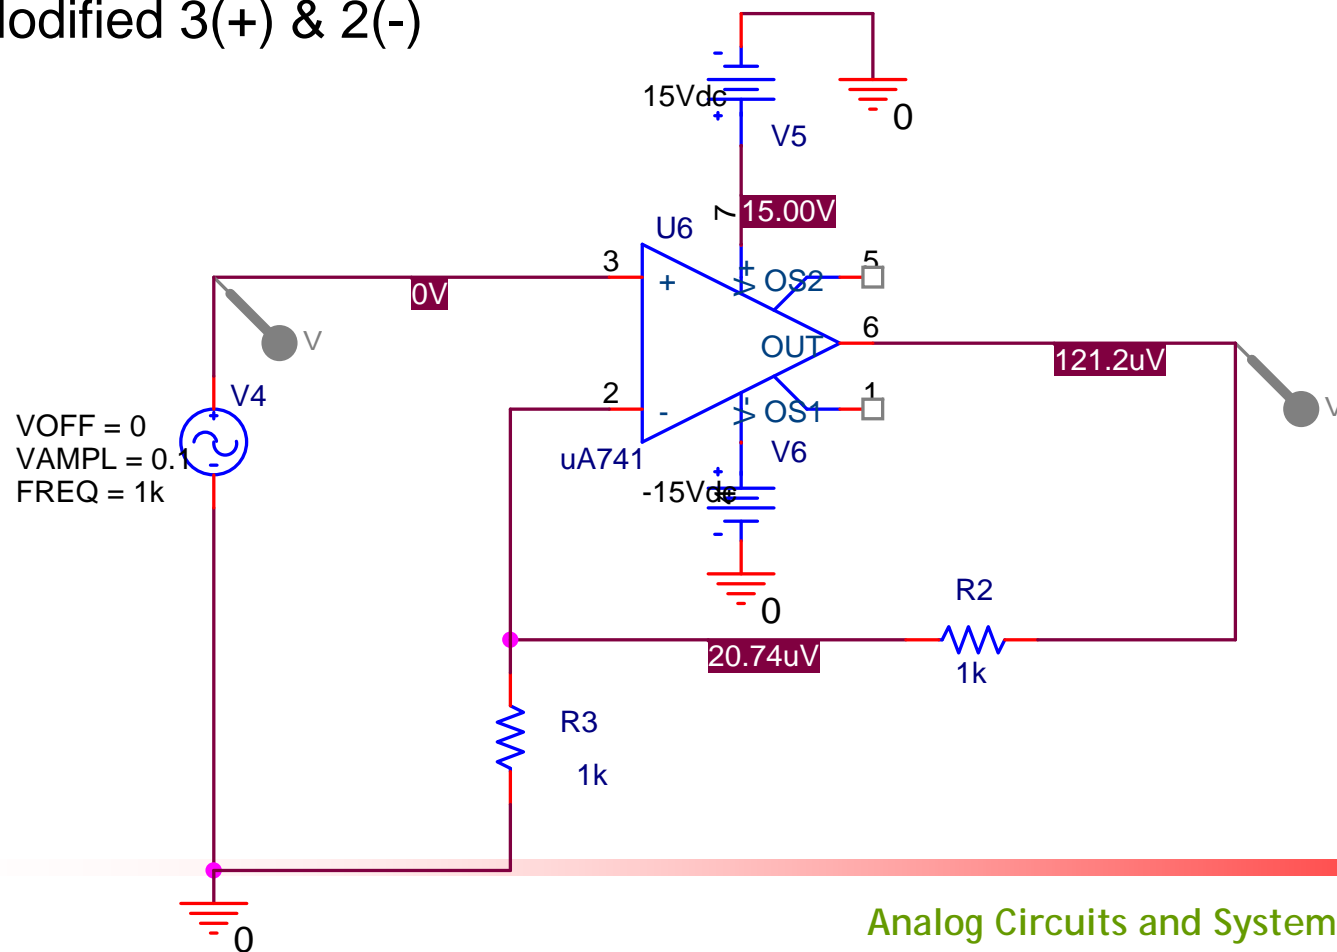 lodified 3(+) & 2(-)
15Vdc
0
V5
7
15.00V
U6
3
+
V+
OS2
5
0V
V
OUT
6
121.2uV
V
V4
2
-
V-
OS1
1
VOFF = 0
VAMPL = 0.1
FREQ = 1k
uA741
V6
-15Vdc
0
R2
20.74uV
1k
R3
1k
0
Analog Circuits and System